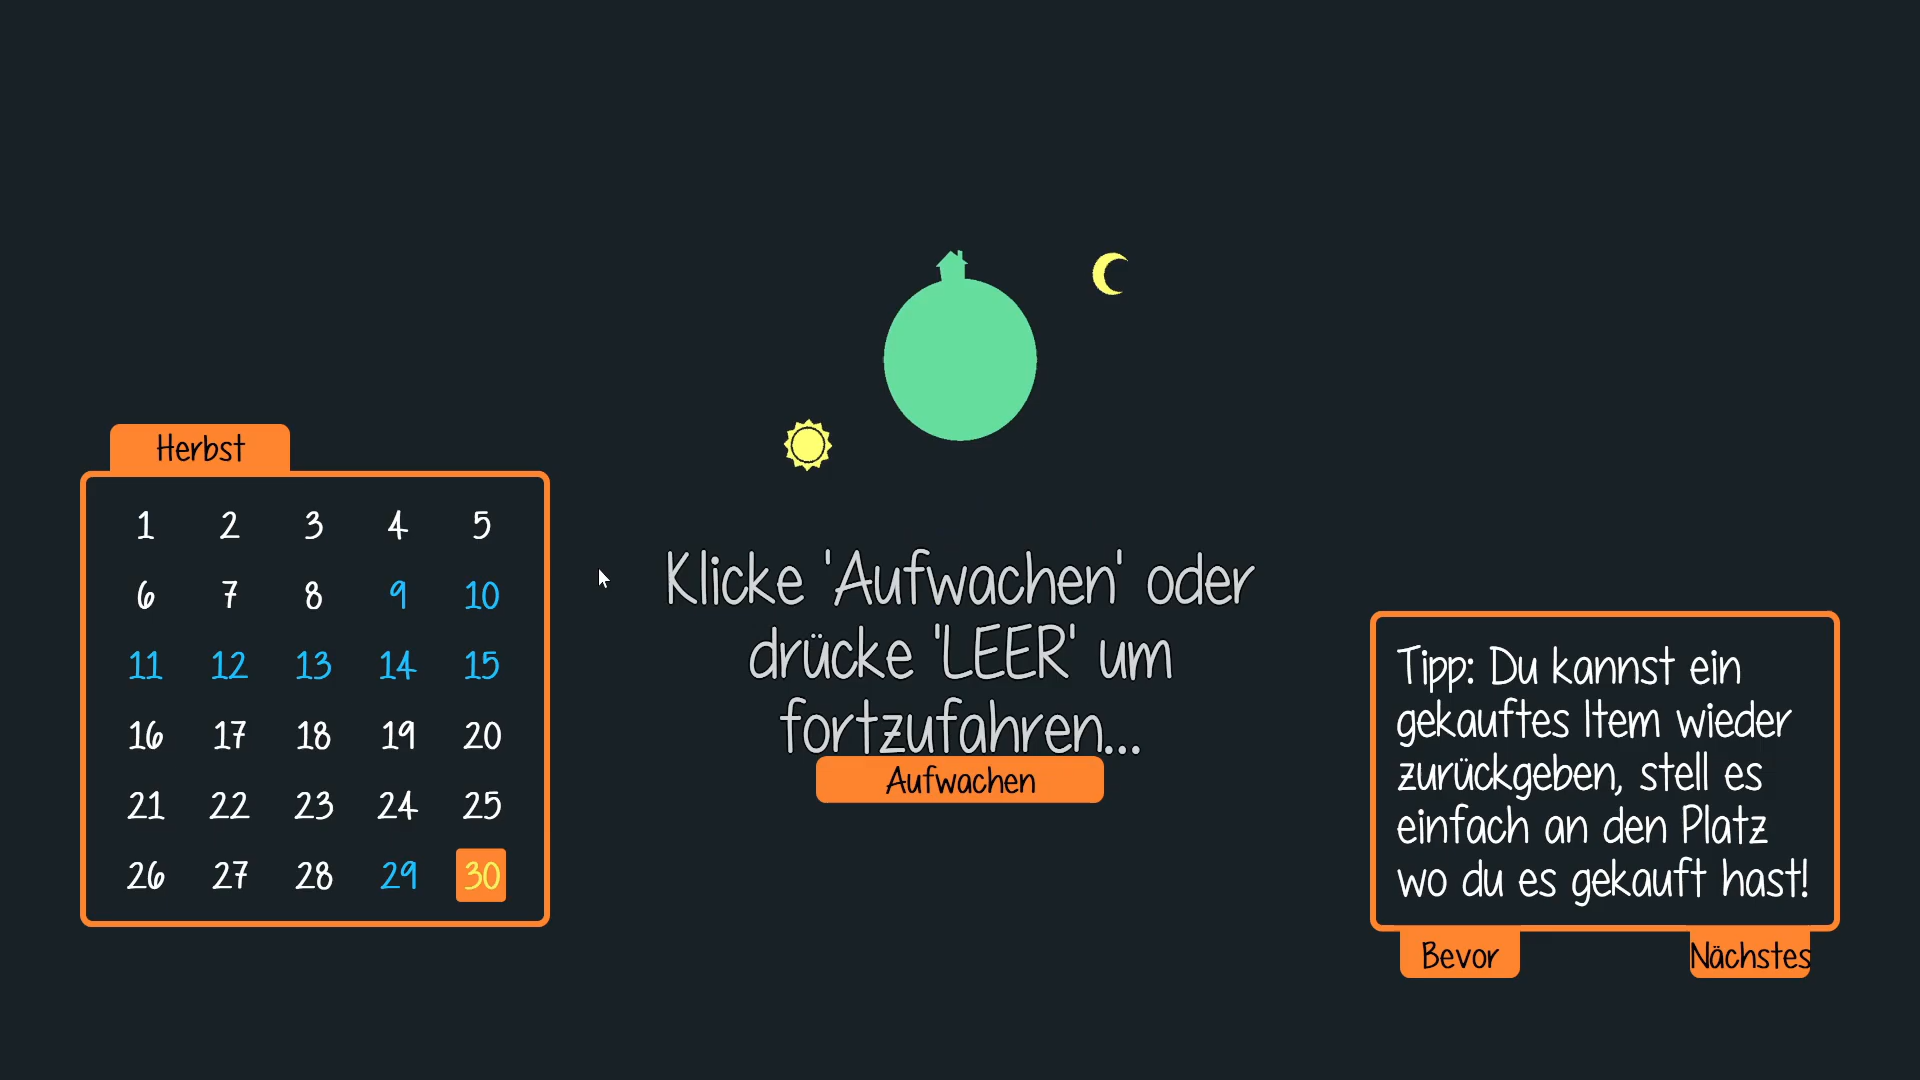 Herbst
1 2 3 4 5
6 7 8 9 10
11 12 13 14 15
16 17 18 19 20
21 22 23 24 25
26 27 28 29 30
Klicke 'Aufwachen' oder
drücke 'LEER' um
fortzufahren...
Aufwachen
Tipp: Du kannst ein
gekauftes Item wieder
zurückgeben, stell es
einfach an den Platz
wo du es gekauft hast!
Bevor
Nächstes